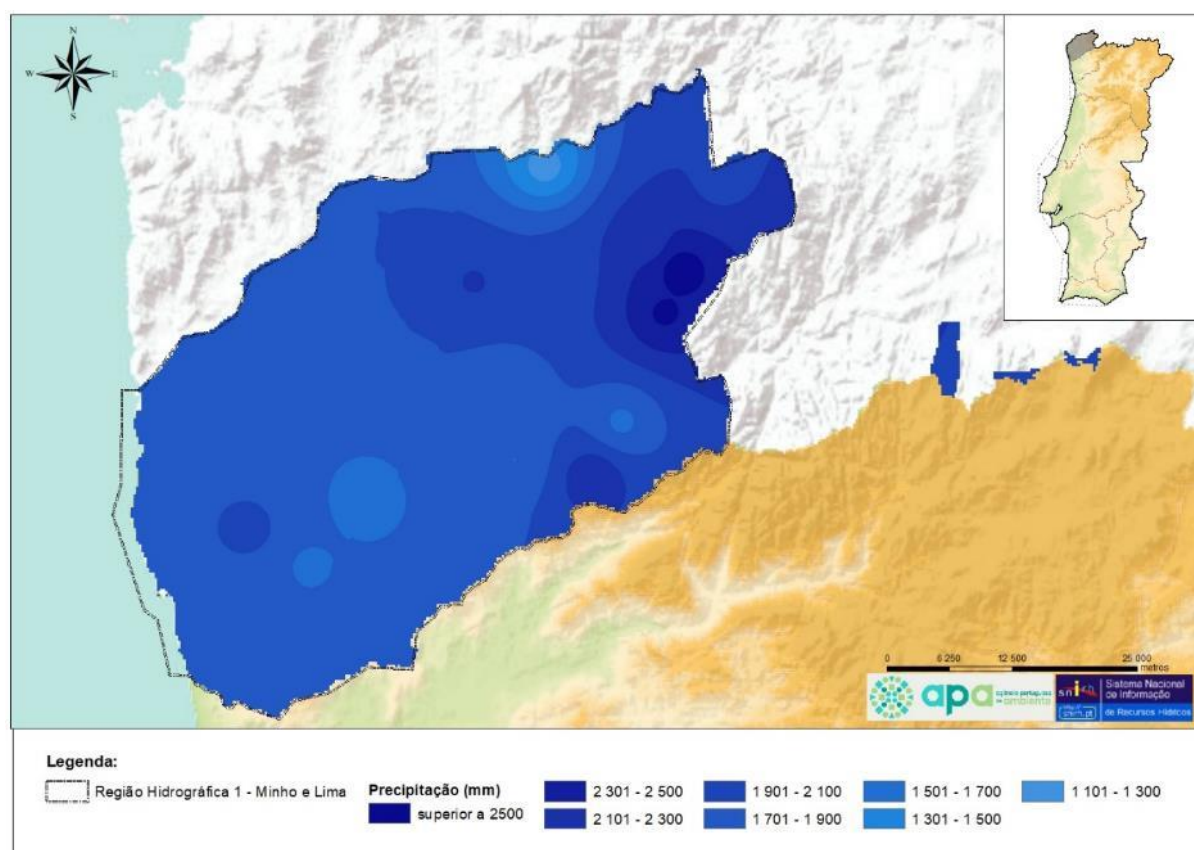 N
W E
S
0 6 250 12 500 25 000
metros
apa agência portuguesa
do ambiente
snirh
Sistema Nacional
de Informação
de Recursos Hídricos
Legenda:
Região Hidrográfica 1 - Minho e Lima
Precipitação (mm)
superior a 2500
2 301 - 2 500
2 101 - 2 300
1 901 - 2 100
1 701 - 1 900
1 501 - 1 700
1 301 - 1 500
1 101 - 1 300